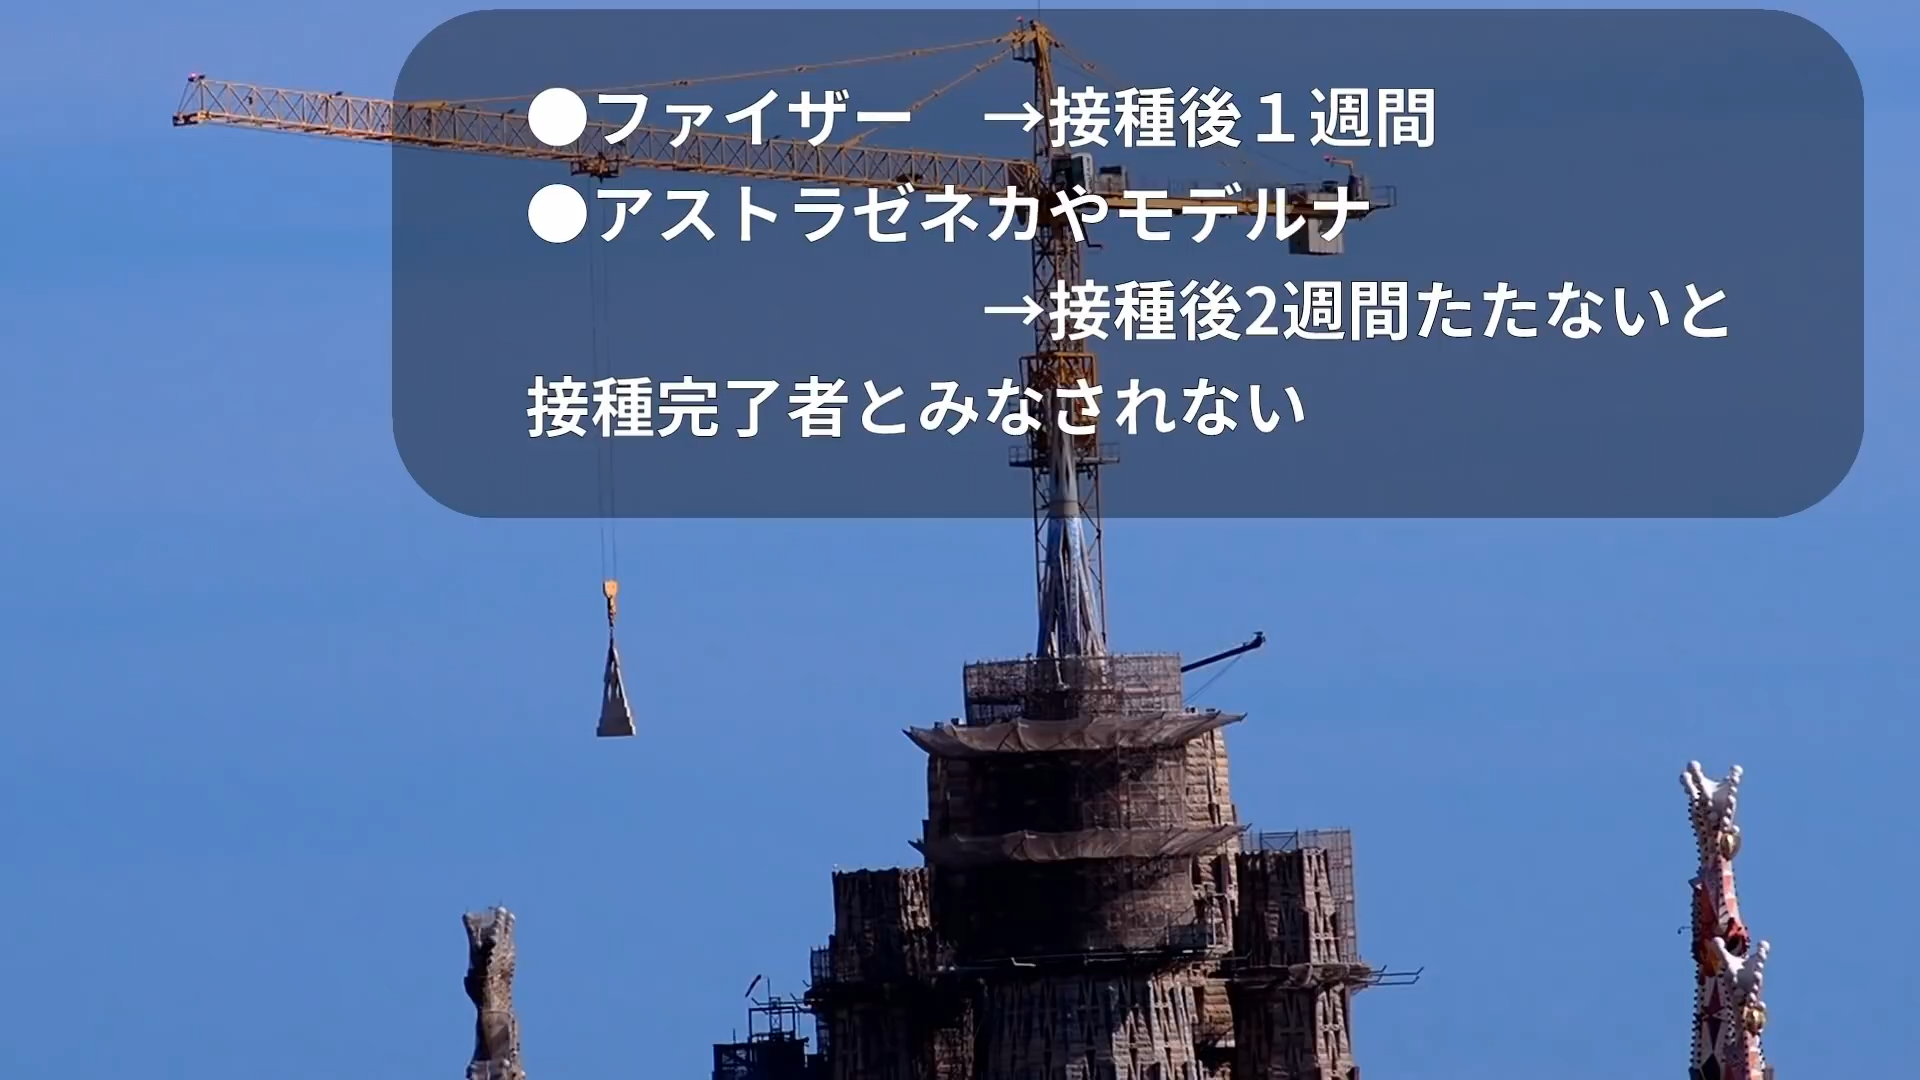 ●ファイザー　→接種後１週間
●アストラゼネカやモデルナ
→接種後2週間たたないと
接種完了者とみなされない